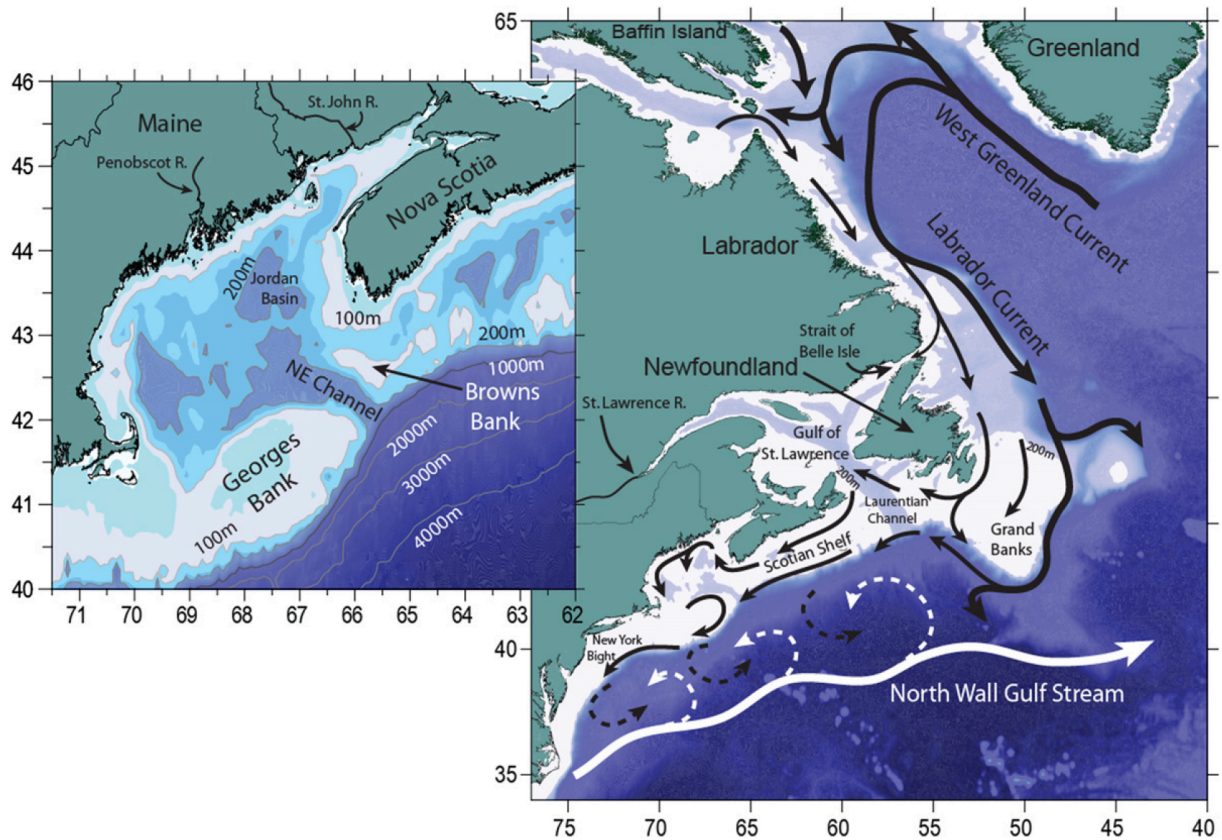 46
45
44
43
42
41
40
71
70
69
68
67
66
65
64
63
62
Maine
St. John R.
Penobscot R.
Nova Scotia
200m
Jordan
Basin
100m
200m
1000m
NE Channel
Browns
Bank
2000m
3000m
4000m
Georges
Bank
100m
65
40
35
75
70
65
60
55
50
45
40
Baffin Island
Greenland
West Greenland Current
Labrador
Labrador Current
Strait of
Belle Isle
Newfoundland
St. Lawrence R.
Gulf of
St. Lawrence
200m
200m
Laurentian
Channel
Grand
Banks
Scotian Shelf
New York
Bight
North Wall Gulf Stream